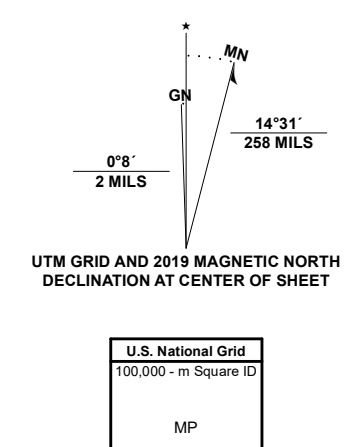 ★
MN
GN
14°31´
258 MILS
0°8´
2 MILS
UTM GRID AND 2019 MAGNETIC NORTH
DECLINATION AT CENTER OF SHEET
U.S. National Grid
100,000 - m Square ID
MP